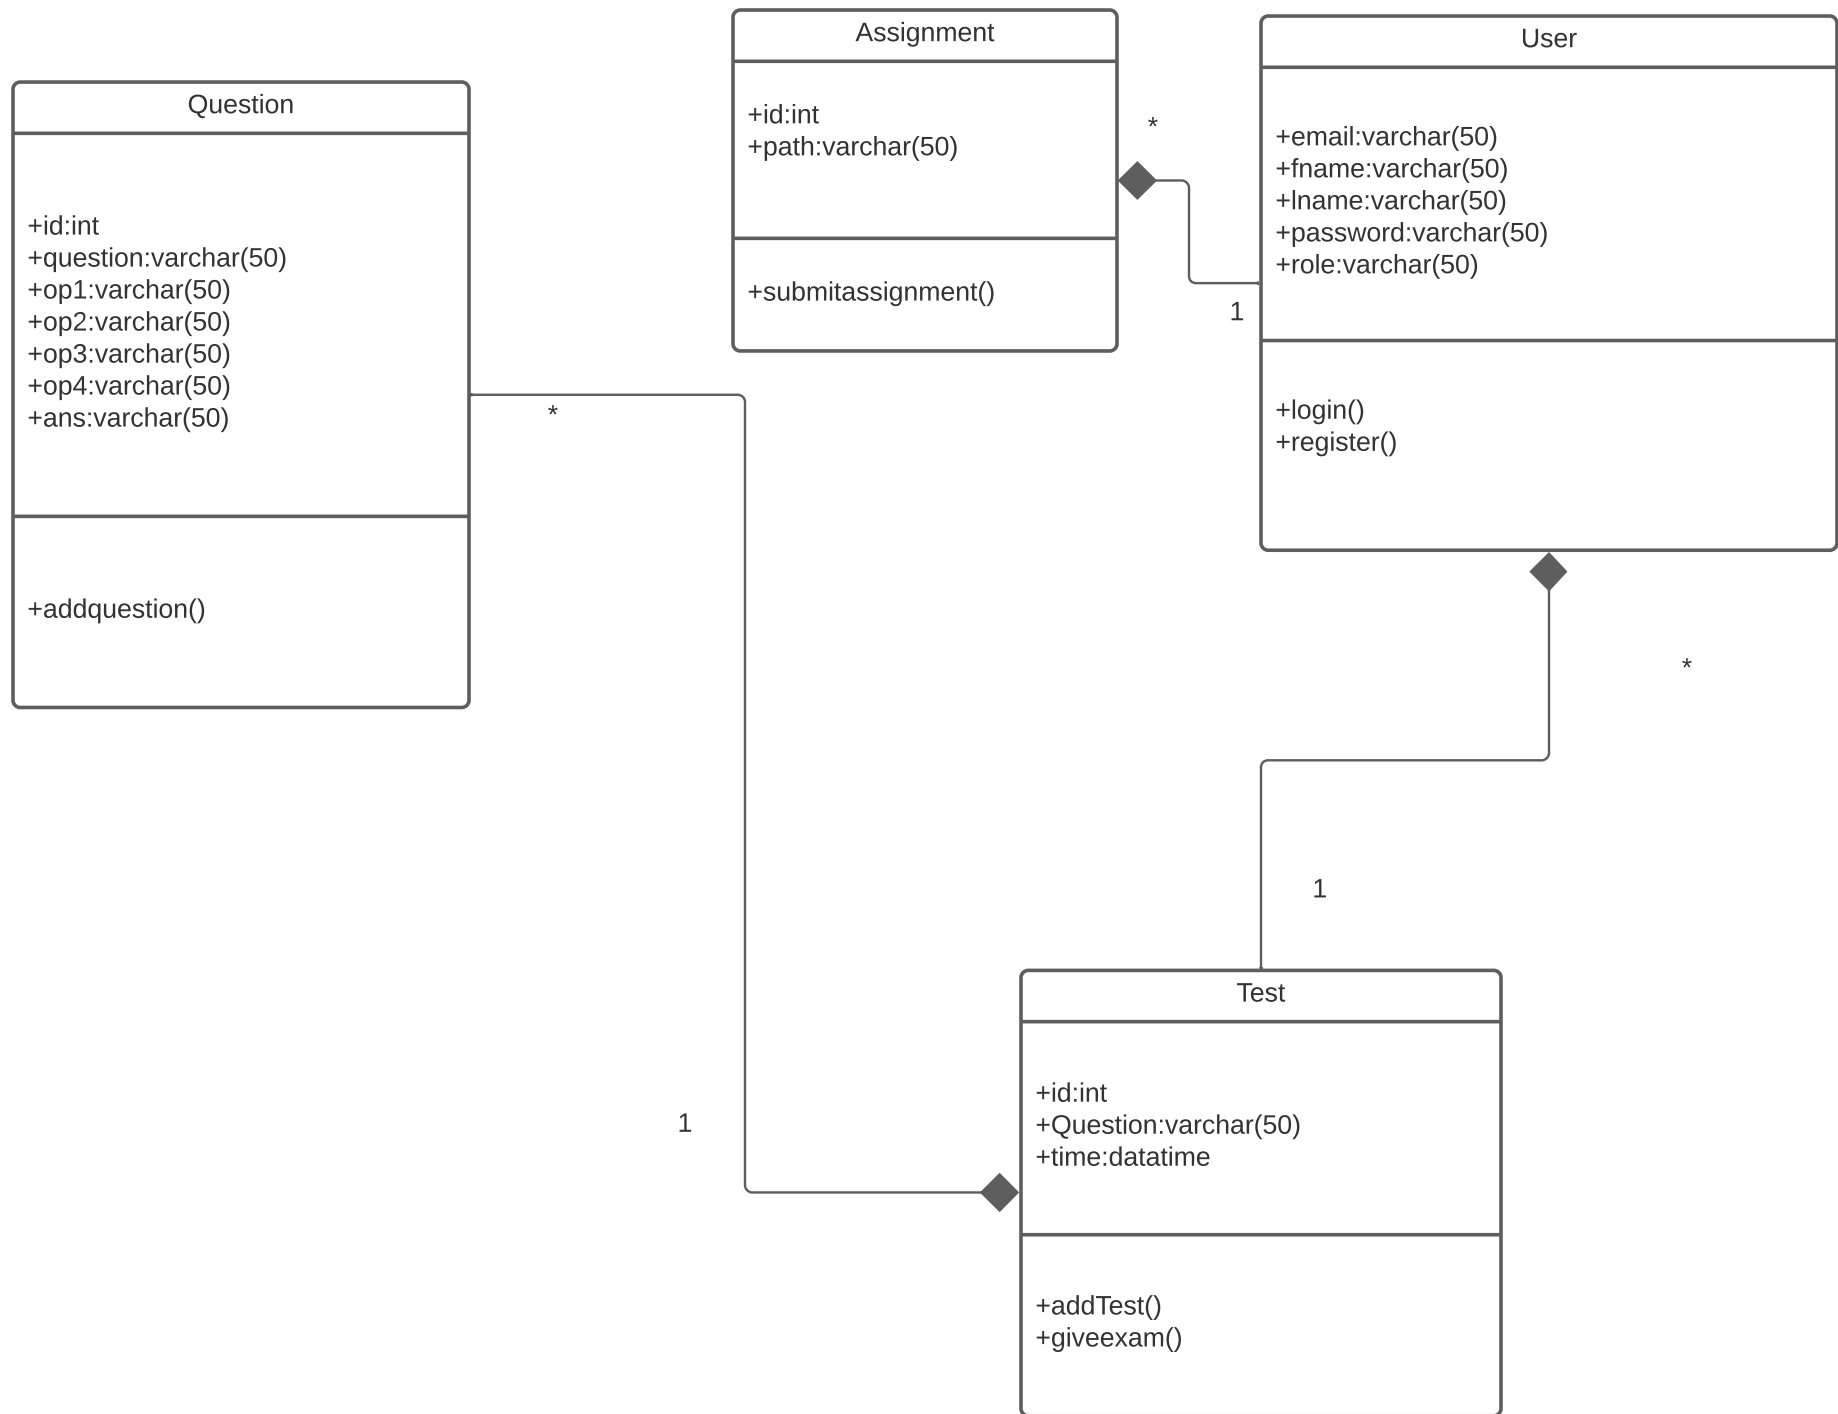 Question
+id:int
+question:varchar(50)
+op1:varchar(50)
+op2:varchar(50)
+op3:varchar(50)
+op4:varchar(50)
+ans:varchar(50)
+addquestion()
Assignment
+id:int
+path:varchar(50)
+submitassignment()
*
1
User
+email:varchar(50)
+fname:varchar(50)
+lname:varchar(50)
+password:varchar(50)
+role:varchar(50)
+login()
+register()
*
*
1
1
Test
+id:int
+Question:varchar(50)
+time:datatime
+addTest()
+giveexam()